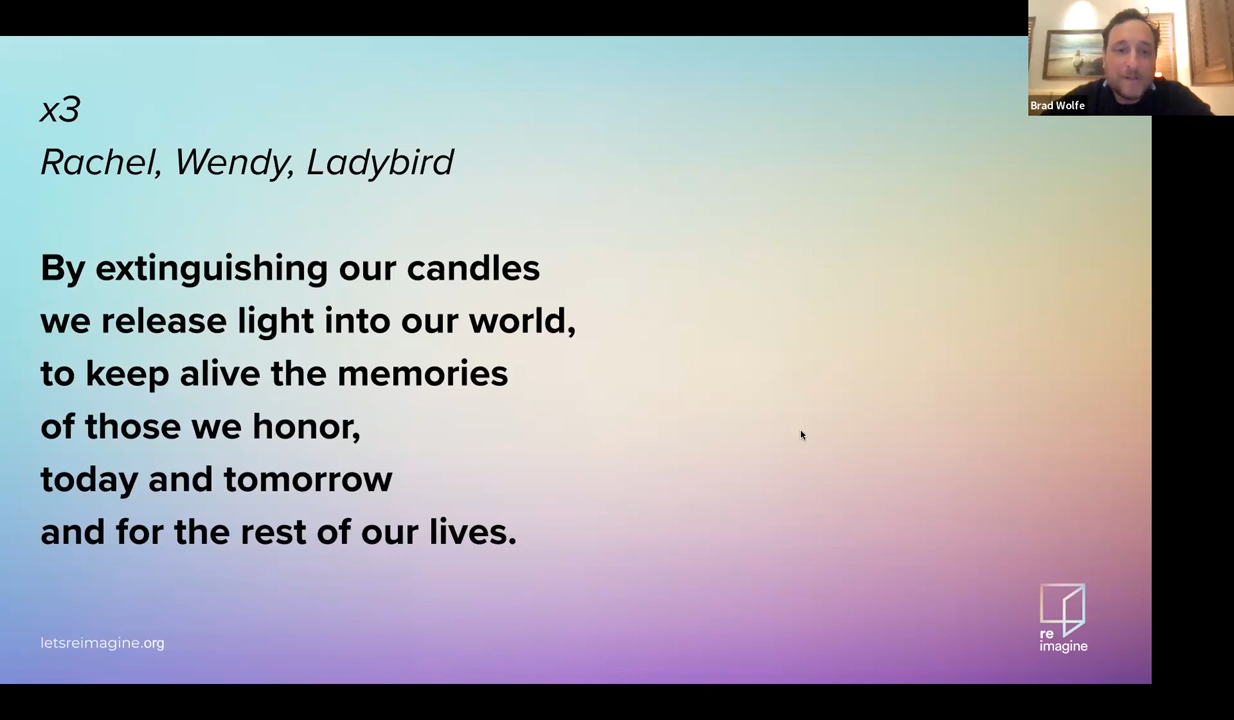 x3
Rachel, Wendy, Ladybird
By extinguishing our candles
we release light into our world,
to keep alive the memories
of those we honor,
today and tomorrow
and for the rest of our lives.
letsreimagine.org
re
imagine
Brad Wolfe